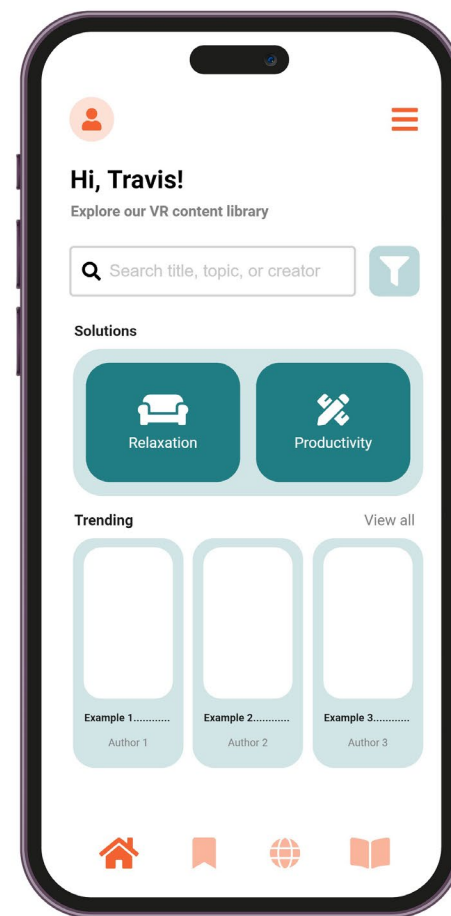 Hi, Travis!
Explore our VR content library
Search title, topic, or creator
Solutions
Relaxation
Productivity
Trending
View all
Example 1...........
Example 2...........
Example 3...........
Author 1
Author 2
Author 3